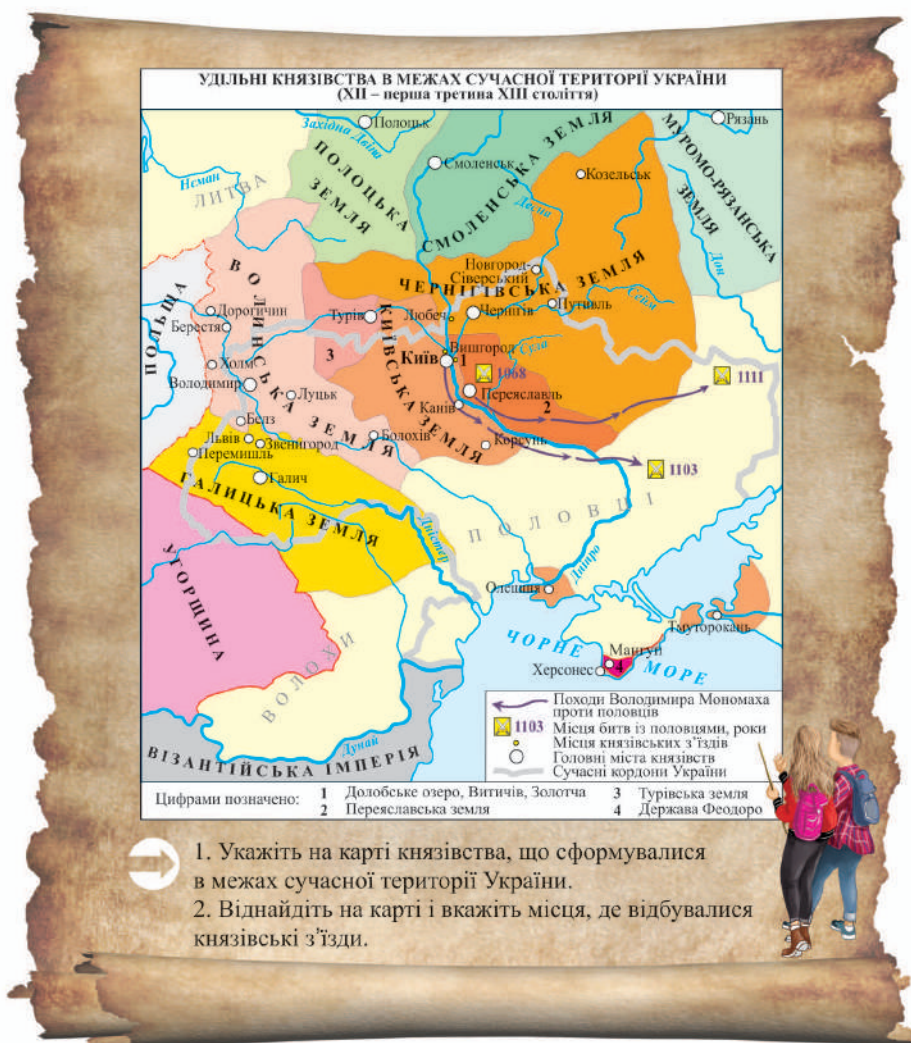 УДІЛЬНІ КНЯЗІВСТВА В МЕЖАХ СУЧАСНОЇ ТЕРИТОРІЇ УКРАЇНИ
(XII – перша третина XIII століття)
Західна Двіна
Полоцьк
Рязань
Нєман
ЛИТВА
ПОЛОЦЬКА ЗЕМЛЯ
Смоленськ
СМОЛЕНСЬКА ЗЕМЛЯ
Козельськ
МУРОМО-РЯЗАНСЬКА ЗЕМЛЯ
Десна
Дон
Новгород-
Сіверський
ЧЕРНІГІВСЬКА ЗЕМЛЯ
Путивль
Сейм
ПОЛЬЩА
ВОЛИНСЬКА ЗЕМЛЯ
Дорогичин
Берестя
Турів
Любеч
Чернігів
3
КИЇВСЬКА ЗЕМЛЯ
Вишгород
Сула
Холм
Київ
1
1068
1111
Володимир
Луцьк
Переяславль
2
Канів
Белз
Львів
Звенигород
Болохів
Корсунь
Перемишль
1103
Галич
ГАЛИЦЬКА ЗЕМЛЯ
ПОЛОВЦІ
Дністер
Дніпро
УГОРЩИНА
Олешшя
Тмуторокань
ВОЛОХИ
ЧОРНЕ МОРЕ
Мангуп
Херсонес
4
Дунай
ВІЗАНТІЙСЬКА ІМПЕРІЯ
Походи Володимира Мономаха
проти половців
1103 Місця битв із половцями, роки
Місця князівських з’їздів
Головні міста князівств
Сучасні кордони України
Цифрами позначено:
1 Долобське озеро, Витичів, Золотча
2 Переяславська земля
3 Турівська земля
4 Держава Феодоро
1. Укажіть на карті князівства, що сформувалися
в межах сучасної території України.
2. Віднайдіть на карті і вкажіть місця, де відбувалися
князівські з’їзди.